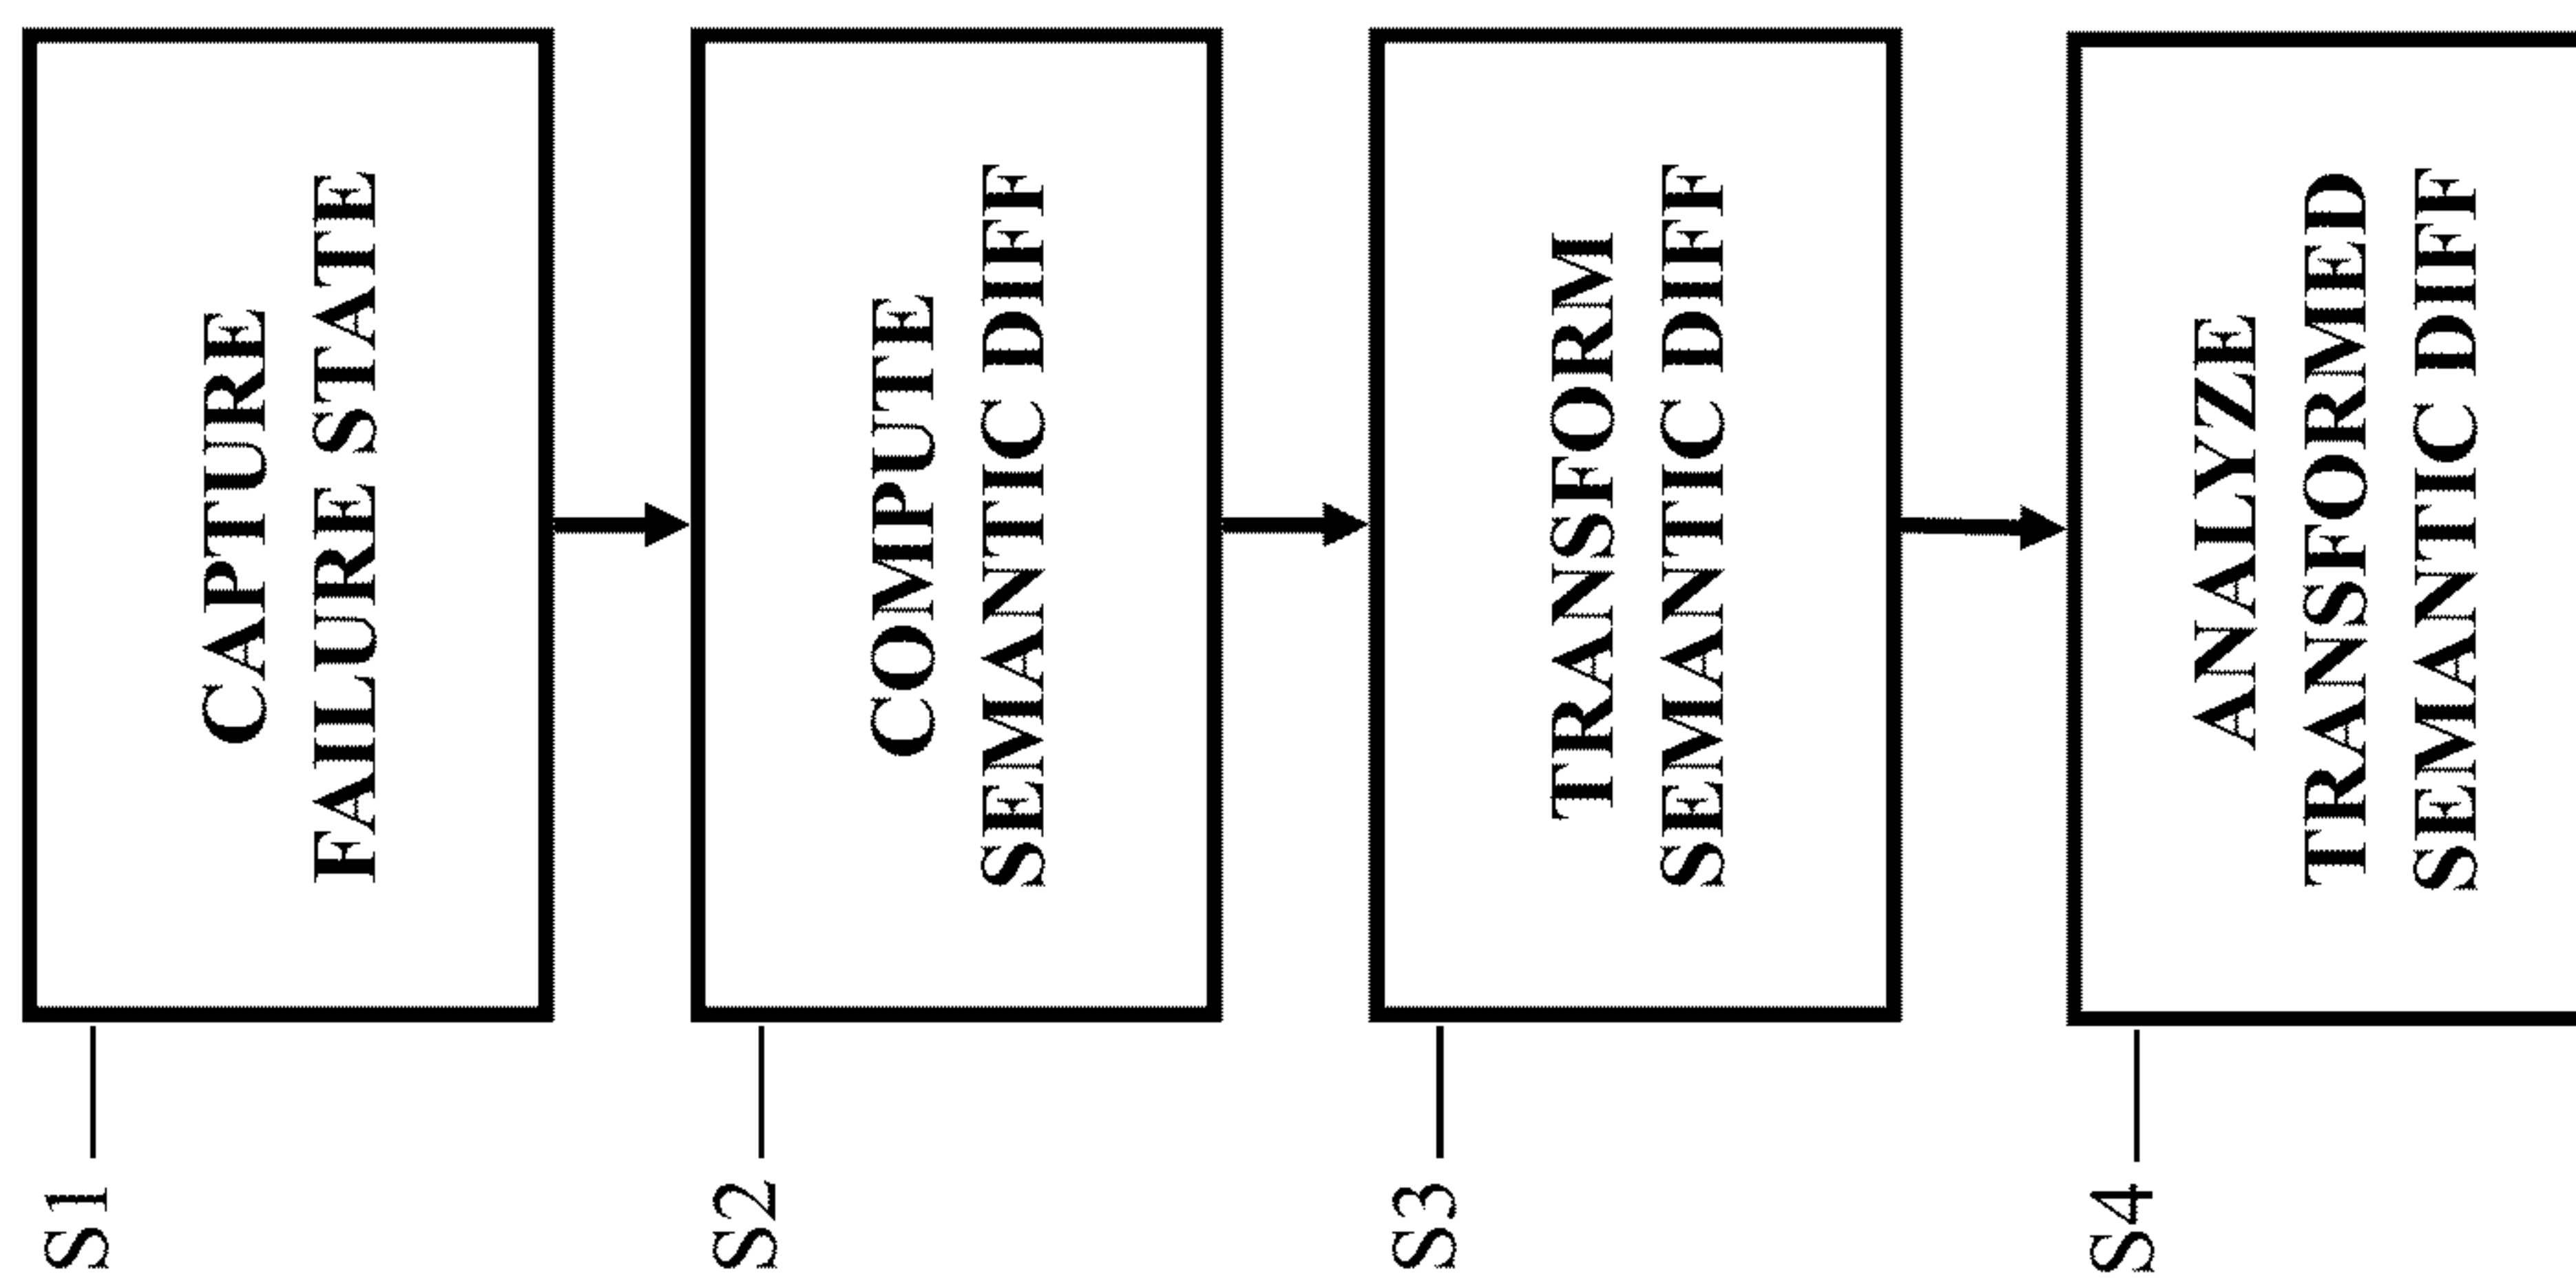 S1
CAPTURE
FAILURE STATE
S2
COMPUTE
SEMANTIC DIFF
S3
TRANSFORM
SEMANTIC DIFF
S4
ANALYZE
TRANSFORMED
SEMANTIC DIFF